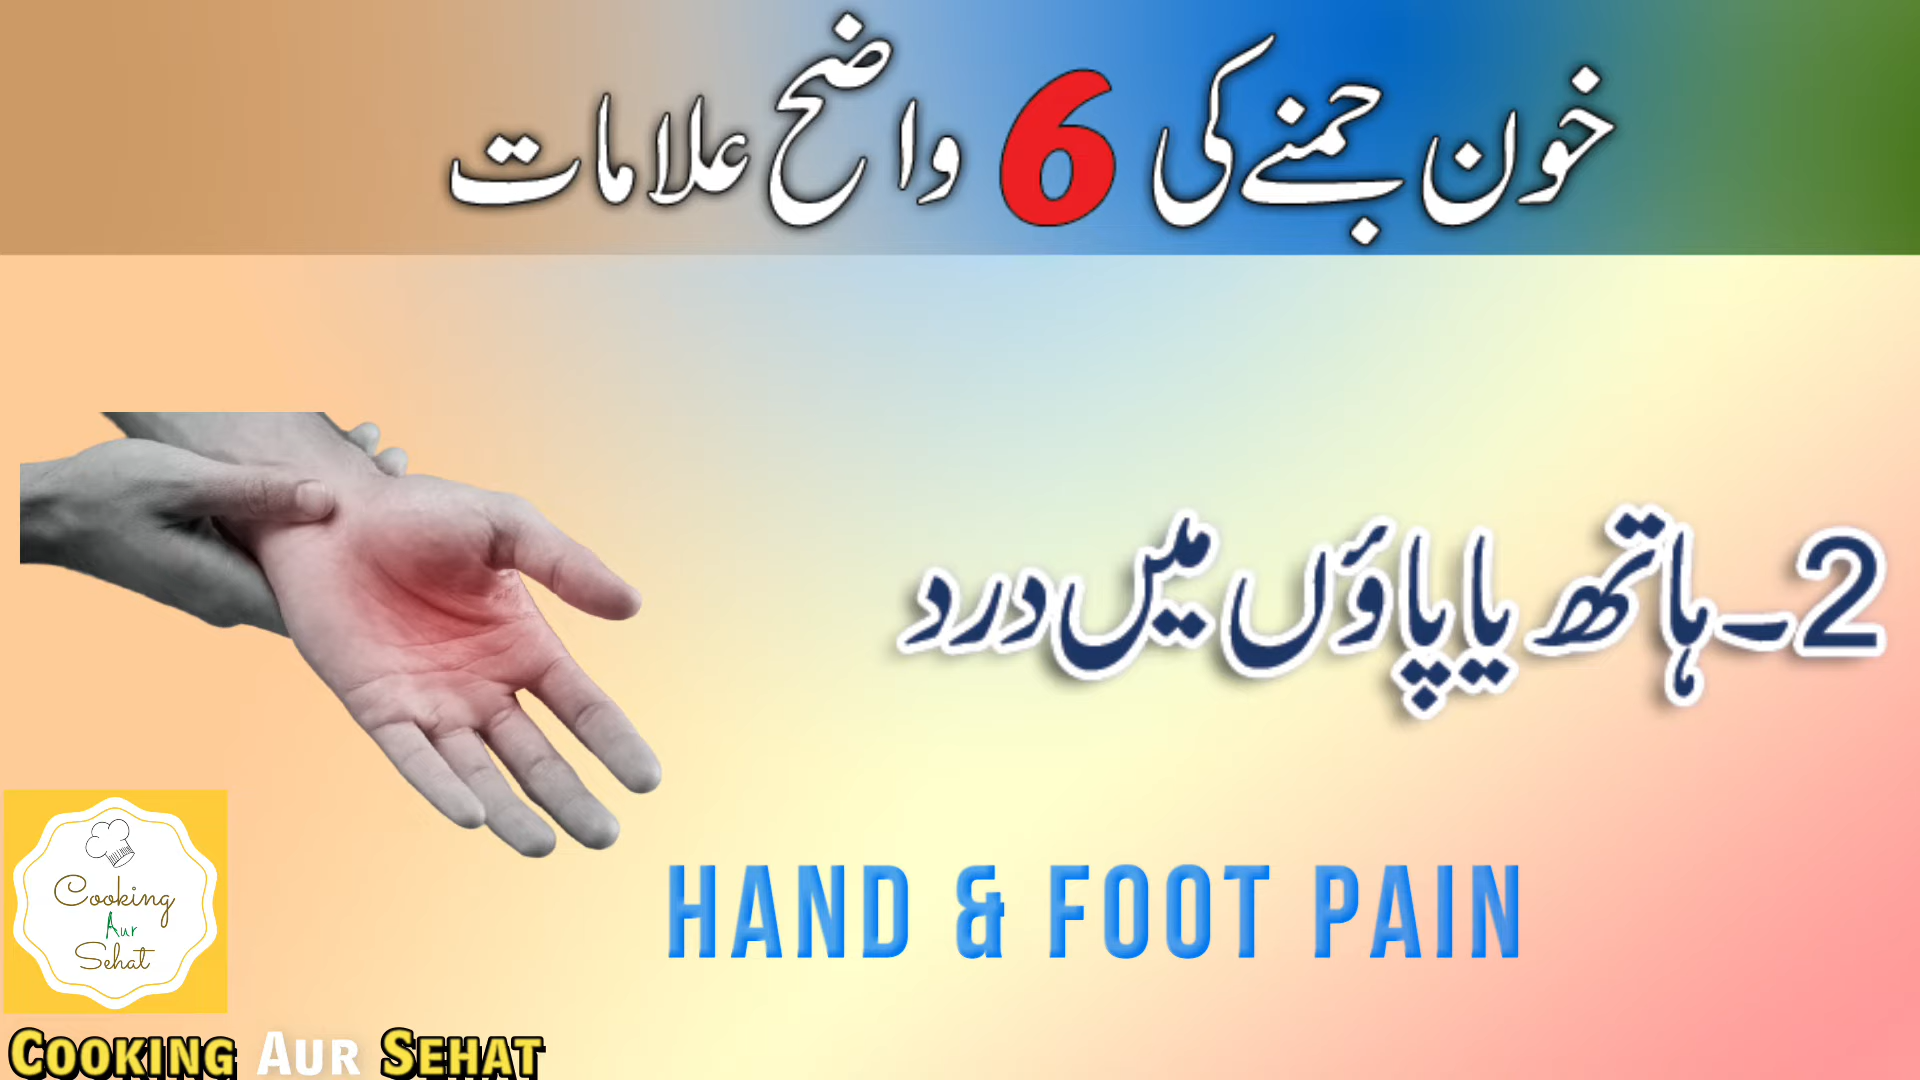 خون جمنے کی 6 واضح علامات
2۔ ہاتھ یا پاؤں میں درد
HAND & FOOT PAIN
Cooking
Aur
Sehat
COOKING AUR SEHAT